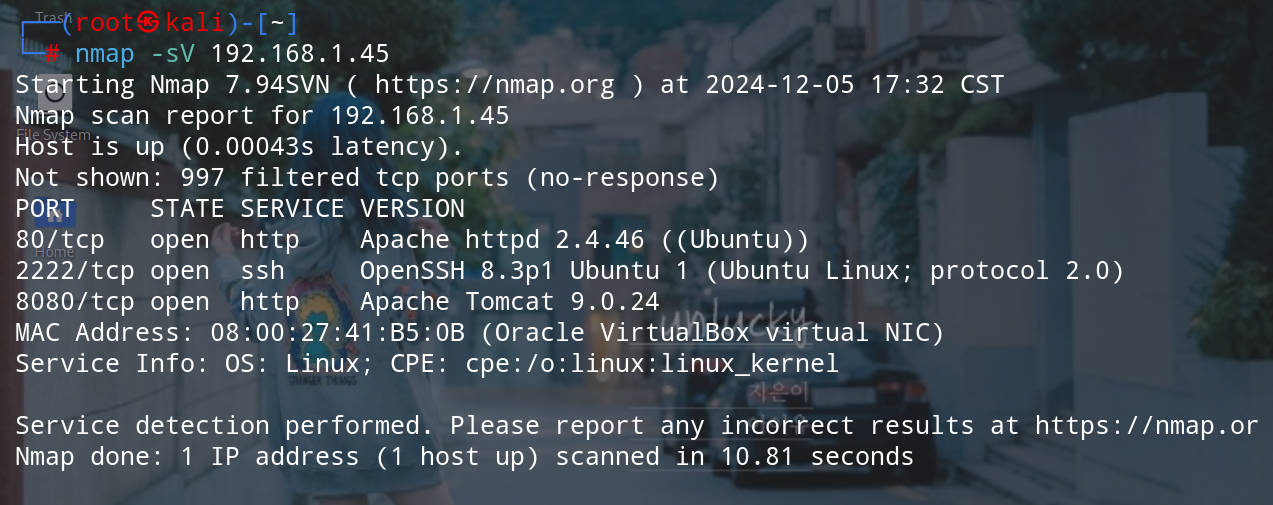 Trash
┌──(root㉿kali)-[~]
└─# nmap -sV 192.168.1.45
Starting Nmap 7.94SVN ( https://nmap.org ) at 2024-12-05 17:32 CST
Nmap scan report for 192.168.1.45
File System
Host is up (0.00043s latency).
Not shown: 997 filtered tcp ports (no-response)
PORT     STATE SERVICE VERSION
80/tcp   open  http    Apache httpd 2.4.46 ((Ubuntu))
Home
2222/tcp open  ssh     OpenSSH 8.3p1 Ubuntu 1 (Ubuntu Linux; protocol 2.0)
8080/tcp open  http    Apache Tomcat 9.0.24
unlucky
MAC Address: 08:00:27:41:B5:0B (Oracle VirtualBox virtual NIC)
Service Info: OS: Linux; CPE: cpe:/o:linux:linux_kernel
STRANGER THINGS
지은이
Service detection performed. Please report any incorrect results at https://nmap.or
Nmap done: 1 IP address (1 host up) scanned in 10.81 seconds